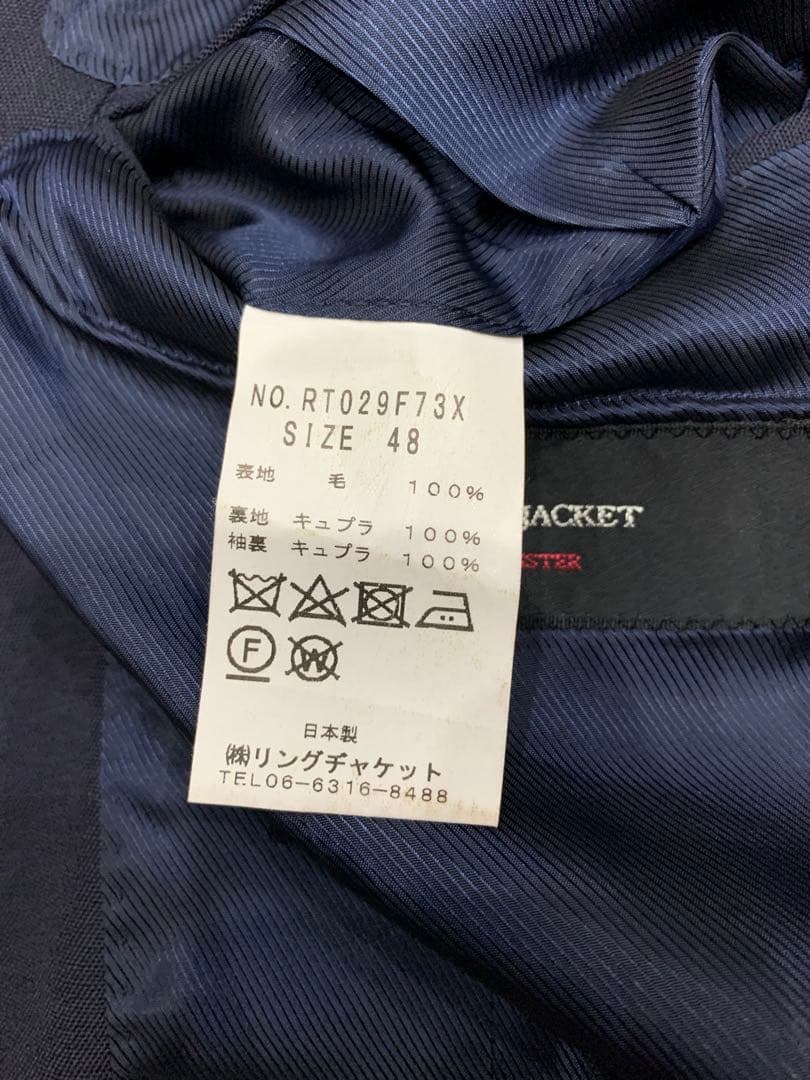 NO. RT029F73X
SIZE 48
表地 毛 100%
裏地 キュプラ 100%
袖裏 キュプラ 100%
F W
日本製
㈱リングヂャケット
TEL06-6316-8488
JACKET